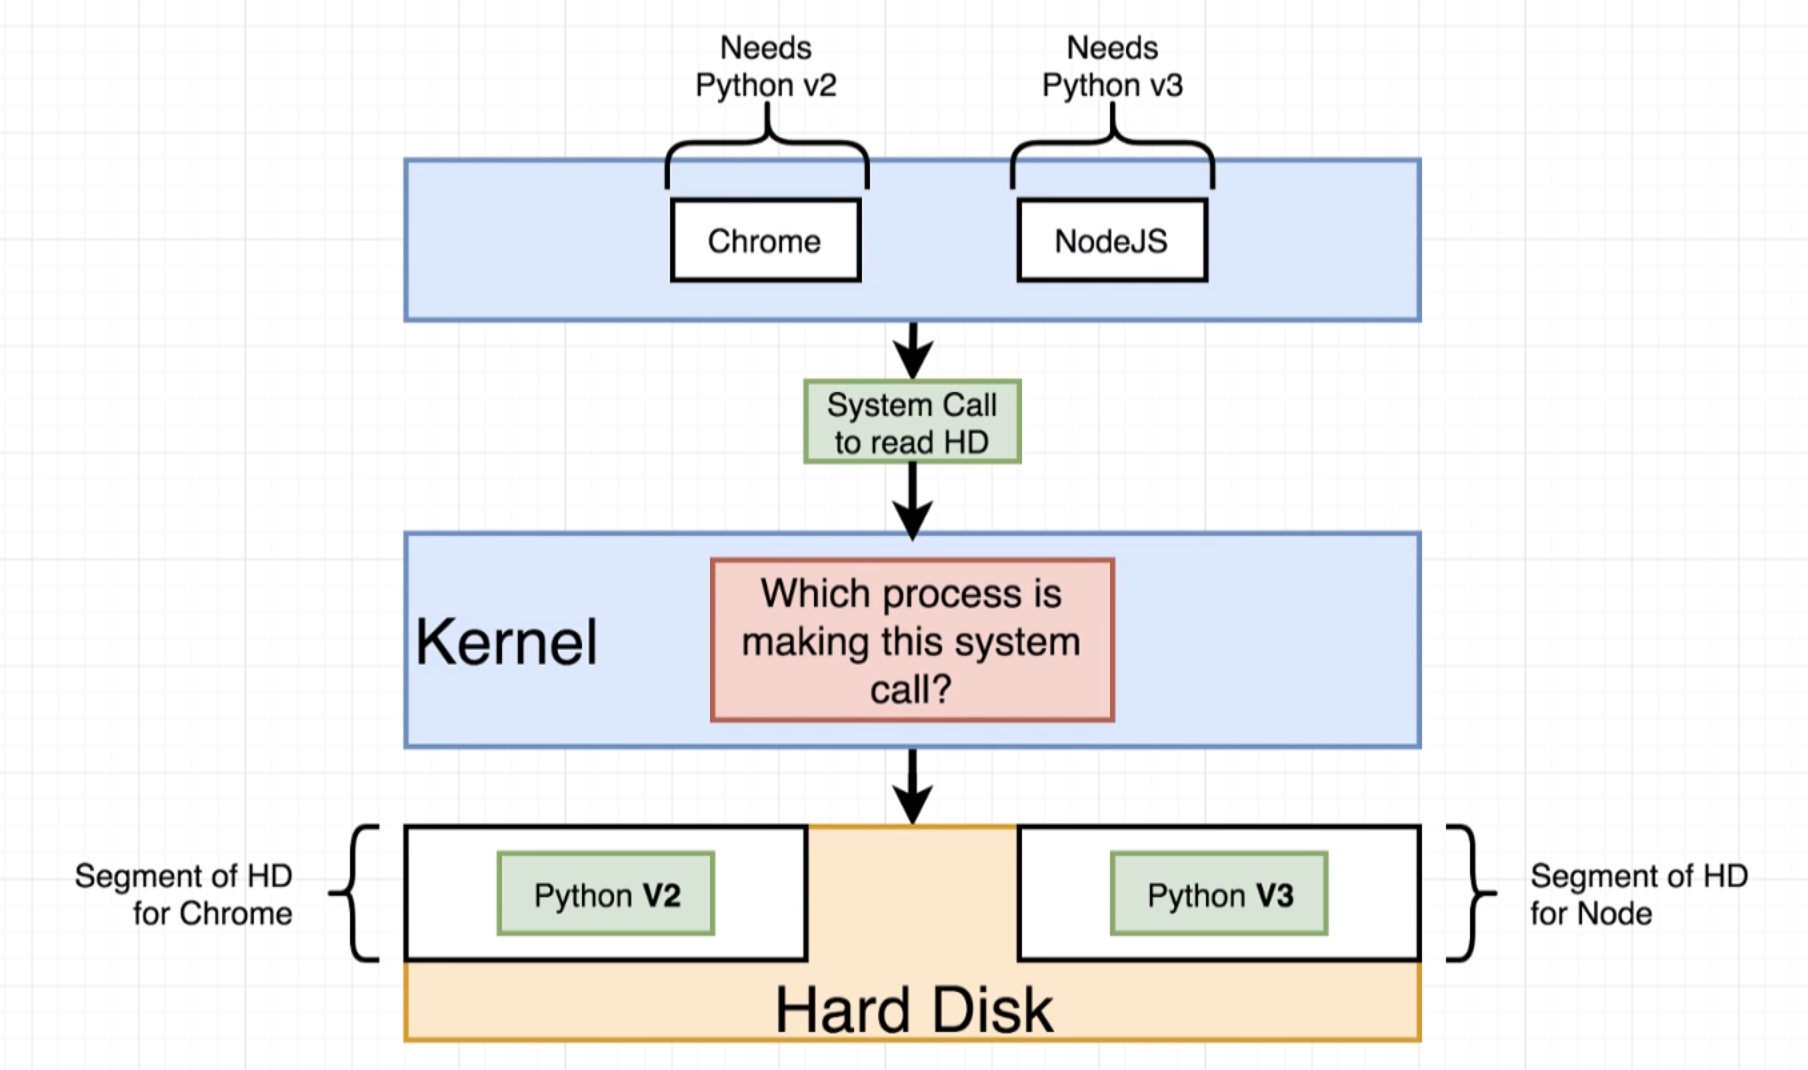 Needs
Python v2
Needs
Python v3
Chrome
NodeJS
System Call
to read HD
Kernel
Which process is
making this system
call?
Segment of HD
for Chrome
Python V2
Python V3
Segment of HD
for Node
Hard Disk